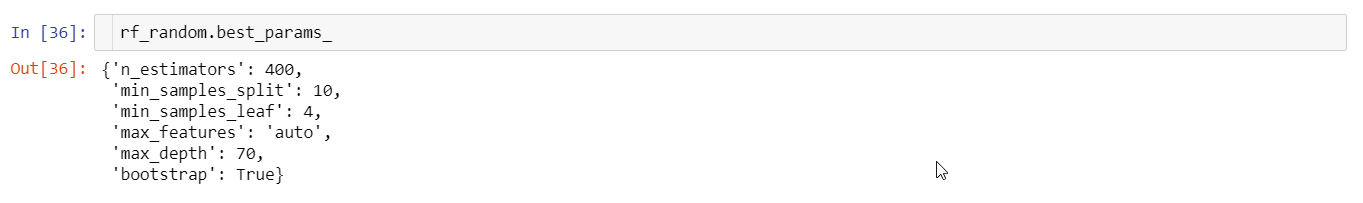 In [36]: rf_random.best_params_
Out[36]: {'n_estimators': 400,
'min_samples_split': 10,
'min_samples_leaf': 4,
'max_features': 'auto',
'max_depth': 70,
'bootstrap': True}